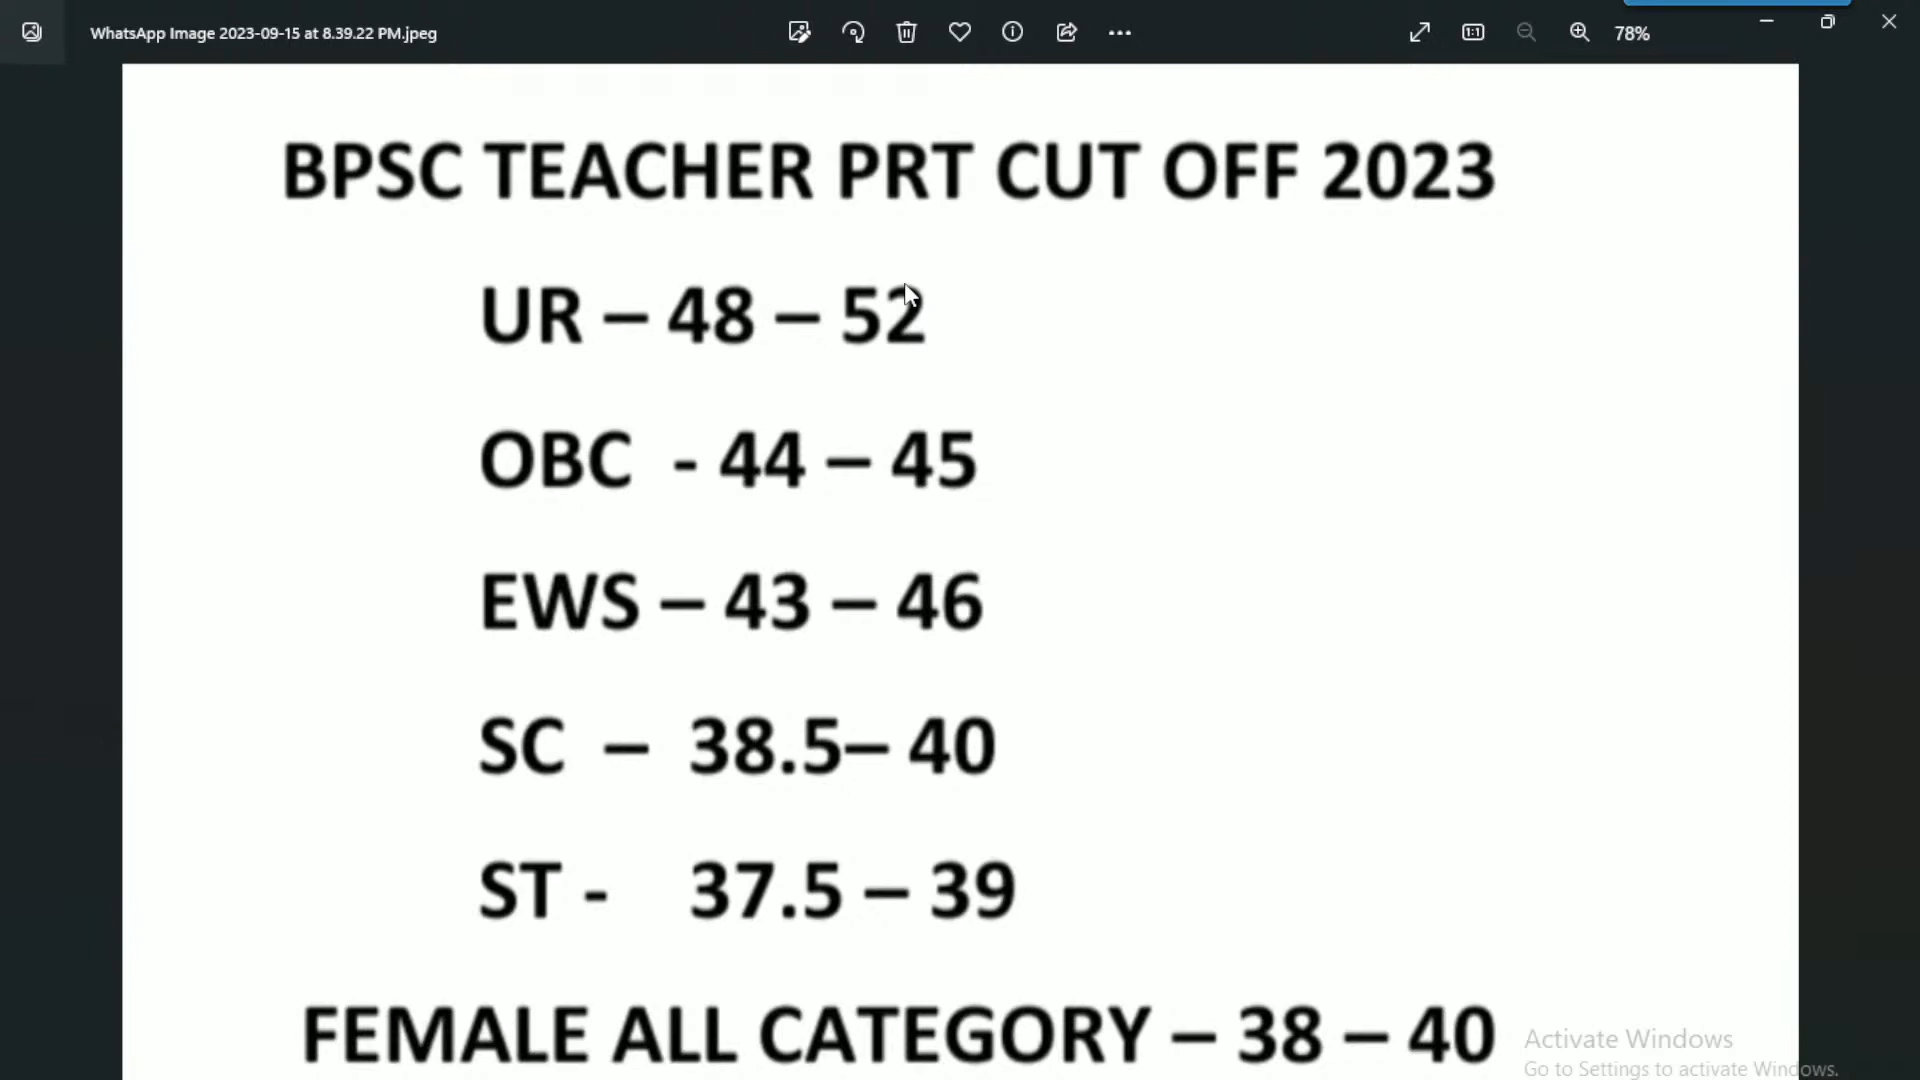 WhatsApp Image 2023-09-15 at 8.39.22 PM.jpeg
1:1
78%
BPSC TEACHER PRT CUT OFF 2023
UR – 48 – 52
OBC - 44 – 45
EWS – 43 – 46
SC – 38.5– 40
ST - 37.5 – 39
FEMALE ALL CATEGORY – 38 – 40
Activate Windows
Go to Settings to activate Windows.